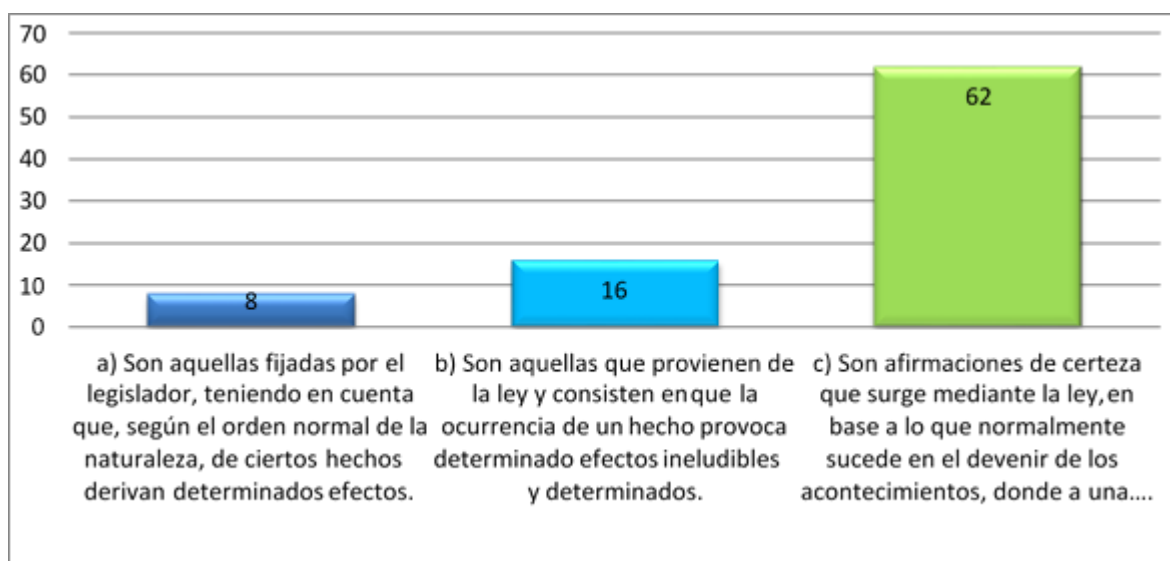 70
60
50
40
30
20
10
0
8
16
62
a) Son aquellas fijadas por el
legislador, teniendo en cuenta
que, según el orden normal de la
naturaleza, de ciertos hechos
derivan determinados efectos.
b) Son aquellas que provienen de
la ley y consisten en que la
ocurrencia de un hecho provoca
determinado efectos ineludibles
y determinados.
c) Son afirmaciones de certeza
que surge mediante la ley, en
base a lo que normalmente
sucede en el devenir de los
acontecimientos, donde a una....